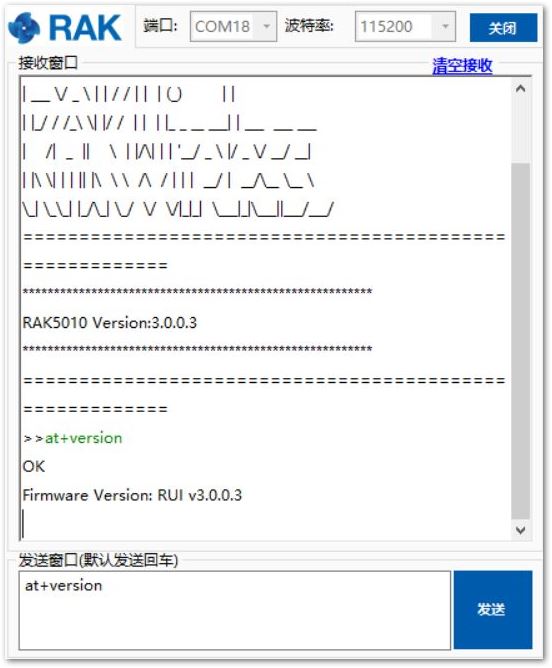 RAK 端口: COM18 波特率: 115200 关闭
接收窗口 清空接收
==============================================
=============
********************************************************
RAK5010 Version:3.0.0.3
********************************************************
==============================================
=============
>>at+version
OK
Firmware Version: RUI v3.0.0.3
发送窗口(默认发送回车)
at+version
发送